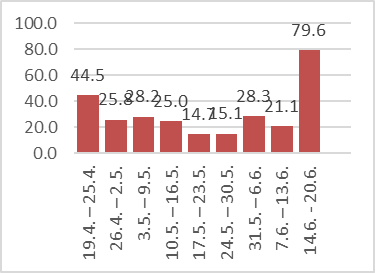 100.0
80.0
60.0
40.0
20.0
0.0
44.5
25.8
28.2
25.0
14.7
15.1
28.3
21.1
79.6
19.4. – 25.4.
26.4. – 2.5.
3.5. – 9.5.
10.5. – 16.5.
17.5. – 23.5.
24.5. – 30.5.
31.5. – 6.6.
7.6. – 13.6.
14.6. - 20.6.